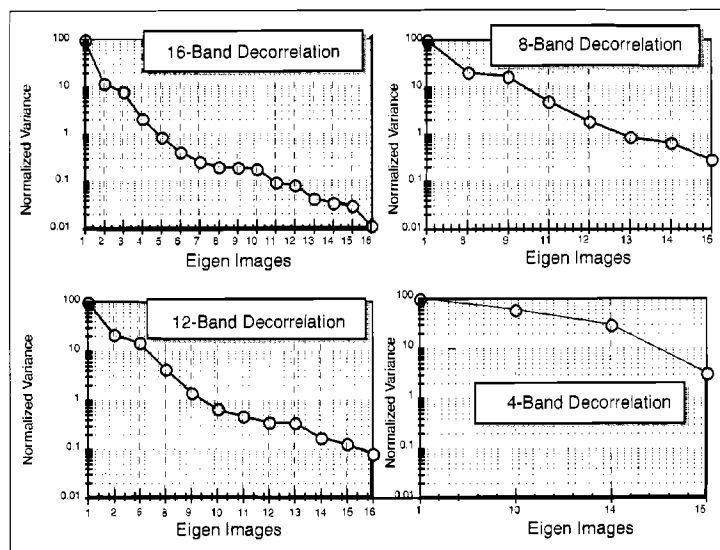 16-Band Decorrelation
Normalized Variance
100
10
1
0.1
0.01
1 2 3 4 5 6 7 8 9 10 11 12 13 14 15 16
Eigen Images
8-Band Decorrelation
Normalized Variance
100
10
1
0.1
0.01
1 8 9 11 12 13 14 15
Eigen Images
12-Band Decorrelation
Normalized Variance
100
10
1
0.1
0.01
1 2 6 8 9 10 11 12 13 14 15 16
Eigen Images
4-Band Decorrelation
Normalized Variance
100
10
1
0.1
0.01
1 10 14 15
Eigen Images